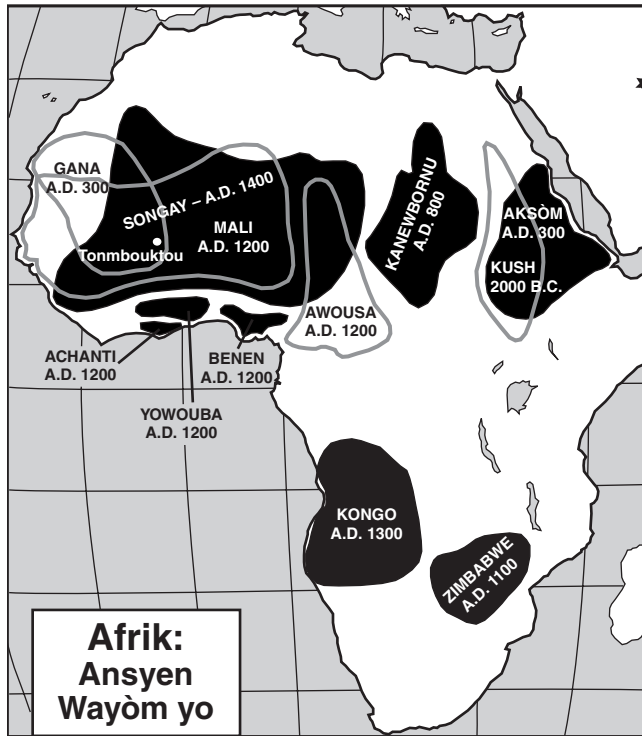 GANA
A.D. 300
SONGAY – A.D. 1400
MALI
A.D. 1200
Tonmbouktou
KANEWBORNU
A.D. 800
AKSÒM
A.D. 300
KUSH
2000 B.C.
AWOUSA
A.D. 1200
ACHANTI
A.D. 1200
BENEN
A.D. 1200
YOWOUBA
A.D. 1200
KONGO
A.D. 1300
ZIMBABWE
A.D. 1100
Afrik:
Ansyen
Wayòm yo